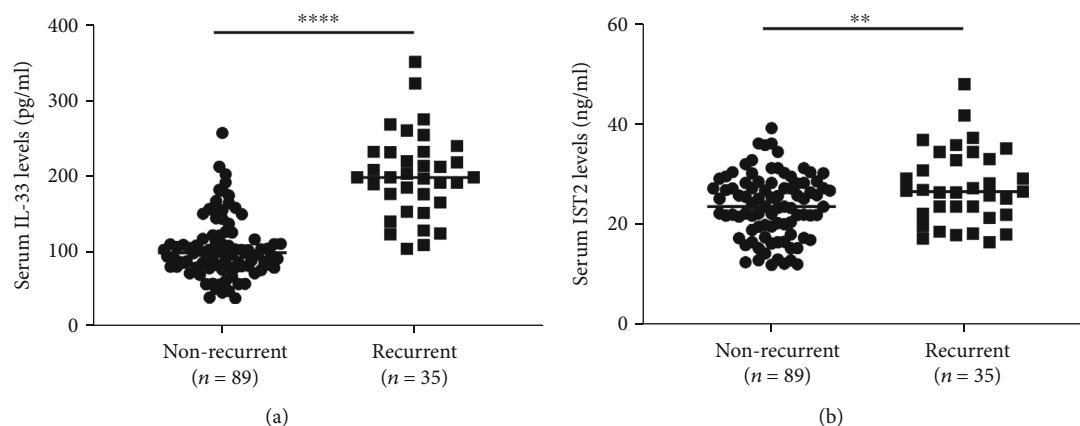 ****
400
300
200
100
0
Serum IL-33 levels (pg/ml)
Non-recurrent
(n = 89)
Recurrent
(n = 35)
(a)
**
60
40
20
0
Serum IST2 levels (ng/ml)
Non-recurrent
(n = 89)
Recurrent
(n = 35)
(b)